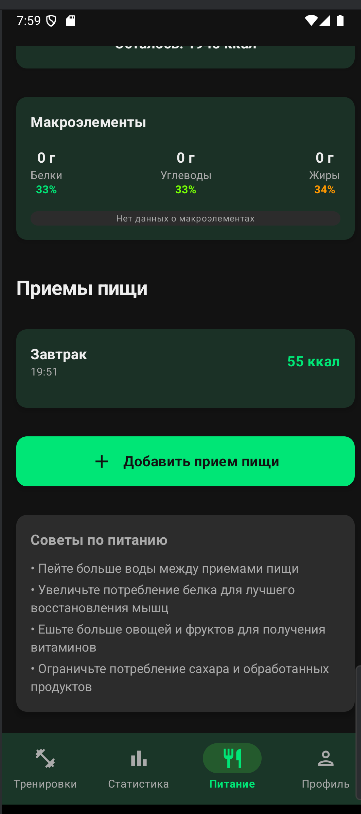 7:59
Осталось: 1945 ккал
Макроэлементы
0 г 0 г 0 г
Белки Углеводы Жиры
33% 33% 34%
Нет данных о макроэлементах
Приемы пищи
Завтрак
55 ккал
19:51
+ Добавить прием пищи
Советы по питанию
• Пейте больше воды между приемами пищи
• Увеличьте потребление белка для лучшего
восстановления мышц
• Ешьте больше овощей и фруктов для получения
витаминов
• Ограничьте потребление сахара и обработанных
продуктов
Тренировки Статистика Питание Профиль